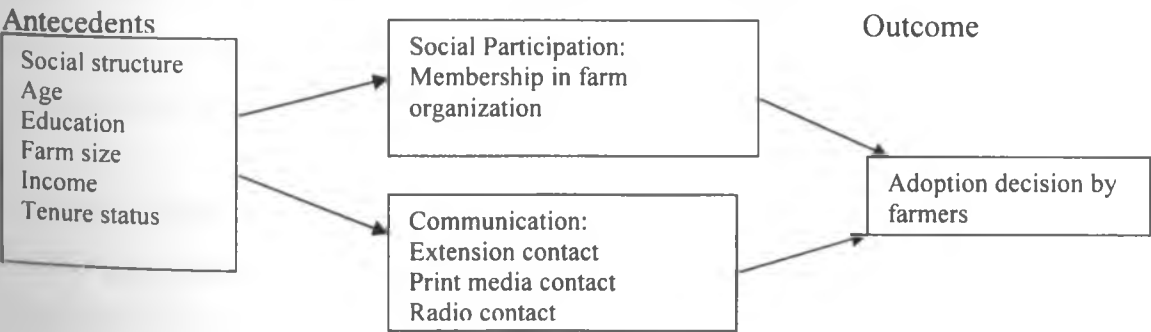 Antecedents
Social structure
Age
Education
Farm size
Income
Tenure status
Social Participation:
Membership in farm
organization
Communication:
Extension contact
Print media contact
Radio contact
Outcome
Adoption decision by
farmers